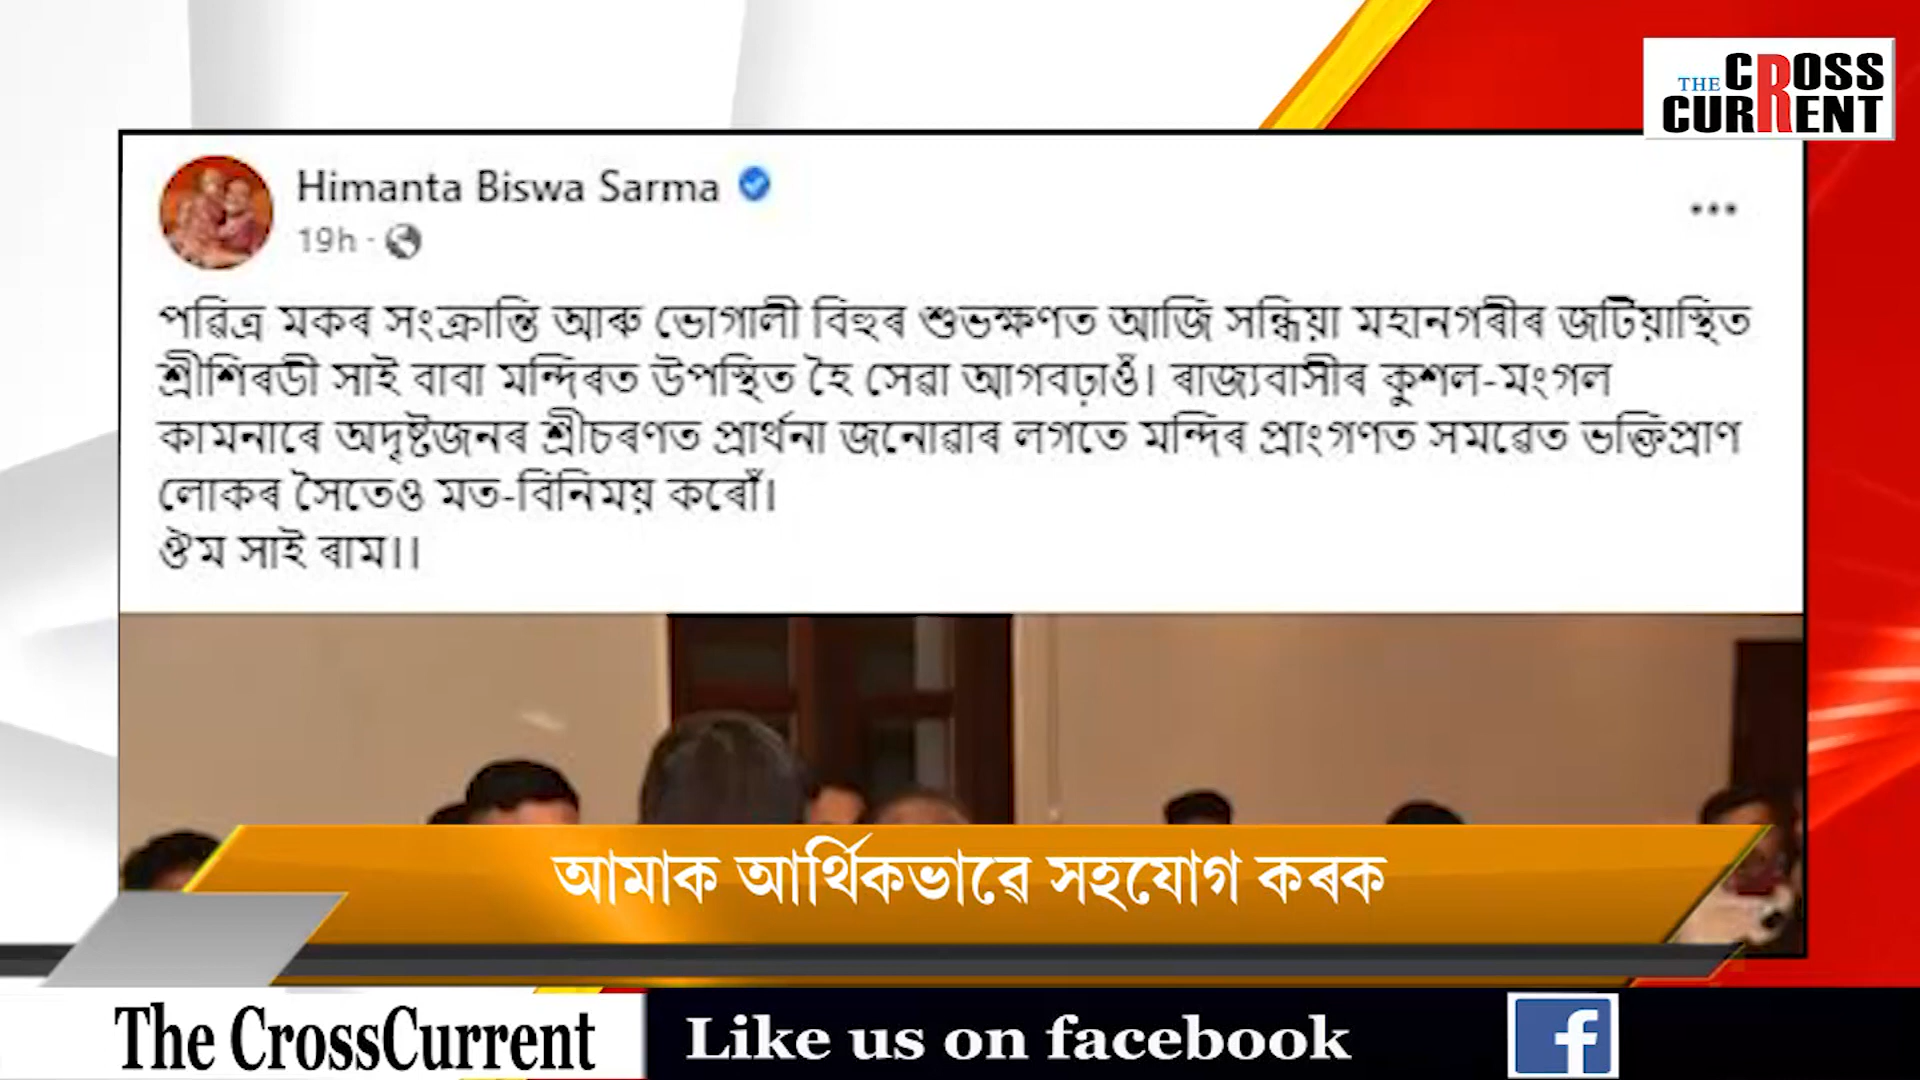 THE CROSS
CURRENT
Himanta Biswa Sarma
19h ·
পৱিত্ৰ মকৰ সংক্ৰান্তি আৰু ভোগালী বিহুৰ শুভক্ষণত আজি সন্ধিয়া মহানগৰীৰ জটিয়াস্থিত
শ্ৰীশিৰডী সাই বাবা মন্দিৰত উপস্থিত হৈ সেৱা আগবঢ়াওঁ। ৰাজ্যবাসীৰ কুশল-মংগল
কামনাৰে অদৃষ্টজনৰ শ্ৰীচৰণত প্ৰাৰ্থনা জনোৱাৰ লগতে মন্দিৰ প্ৰাংগণত সমৱেত ভক্তিপ্ৰাণ
লোকৰ সৈতেও মত-বিনিময় কৰোঁ।
ঔম সাই ৰাম।।
আমাক আৰ্থিকভাৱে সহযোগ কৰক
The CrossCurrent Like us on facebook f